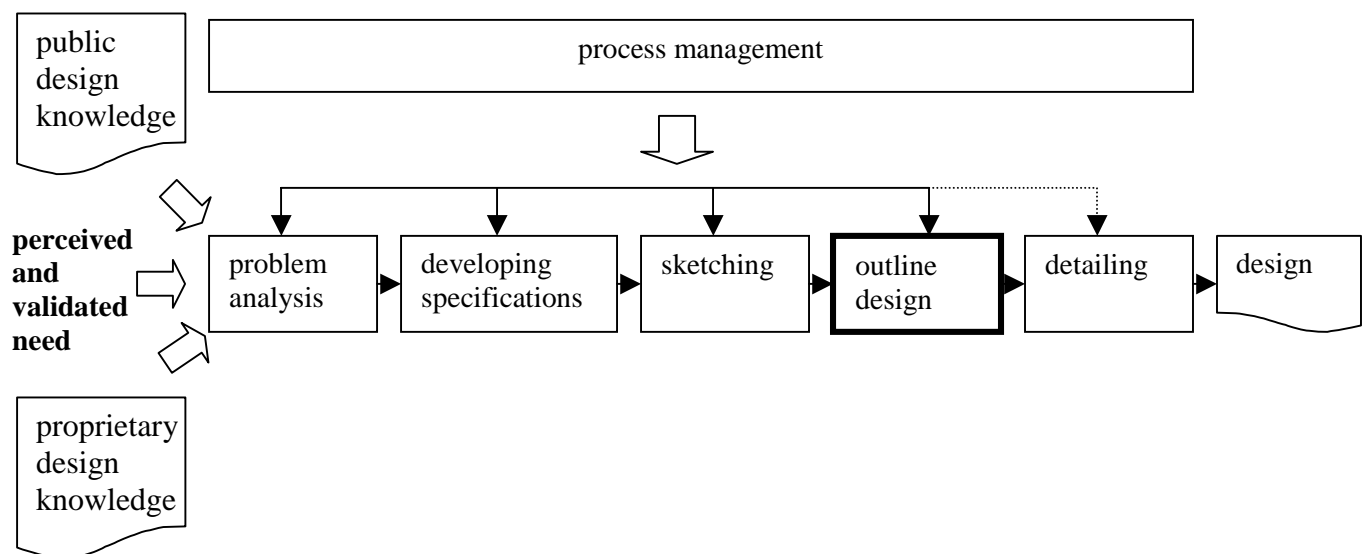 public
design
knowledge
process management
perceived
and
validated
need
problem
analysis
developing
specifications
sketching
outline
design
detailing
design
proprietary
design
knowledge